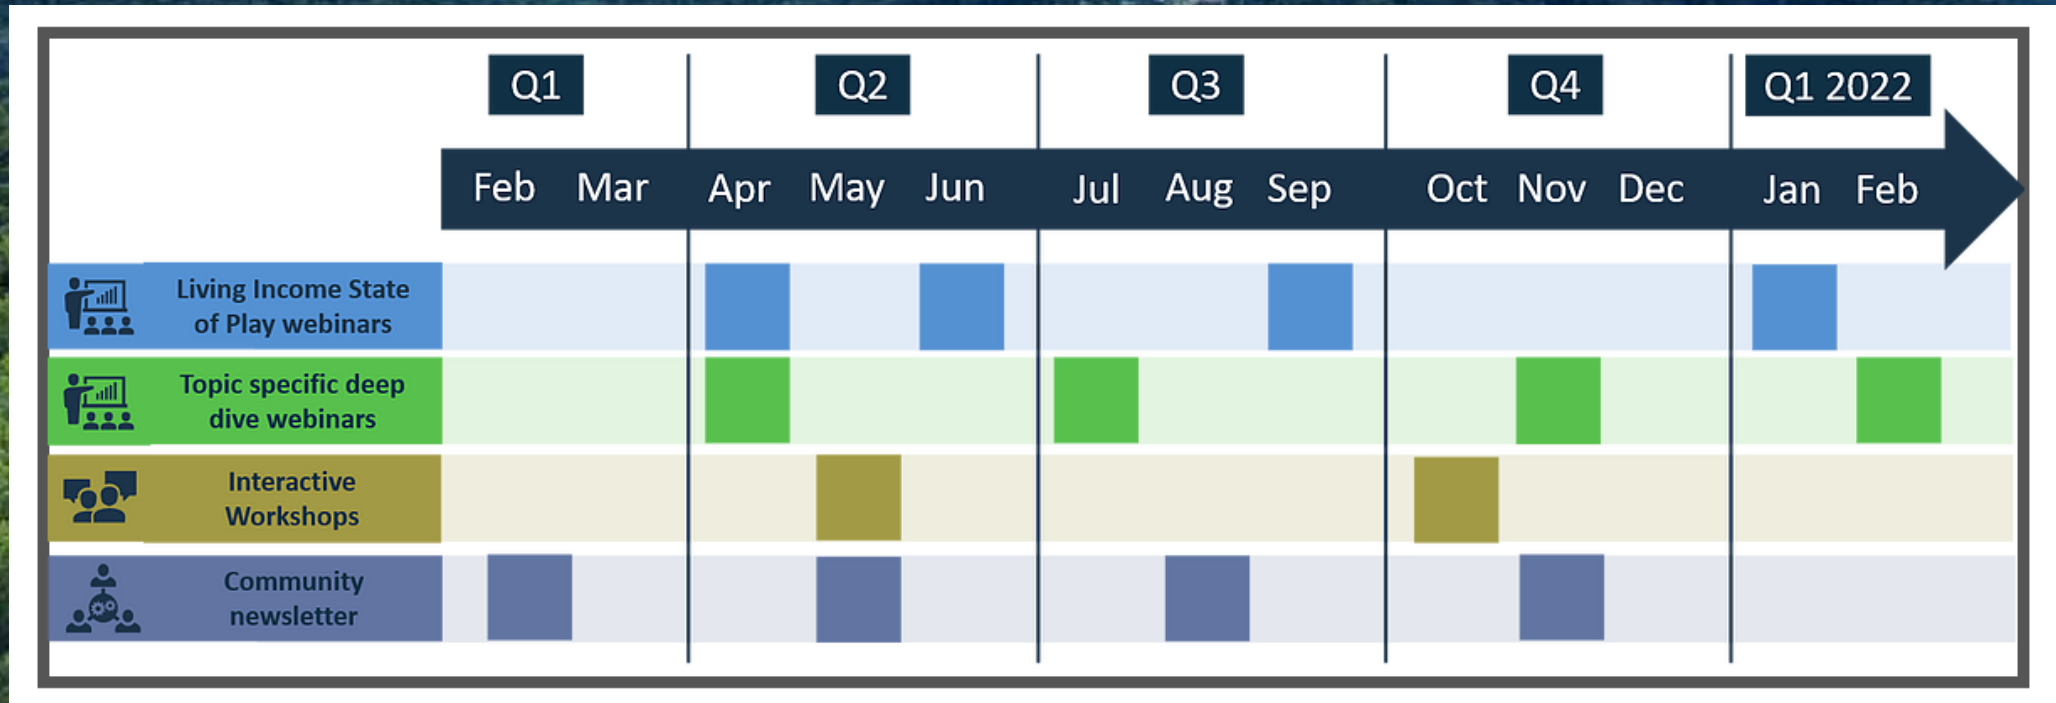 Q1 Q2 Q3 Q4 Q1 2022
Feb Mar Apr May Jun Jul Aug Sep Oct Nov Dec Jan Feb
Living Income State
of Play webinars
Topic specific deep
dive webinars
Interactive
Workshops
Community
newsletter